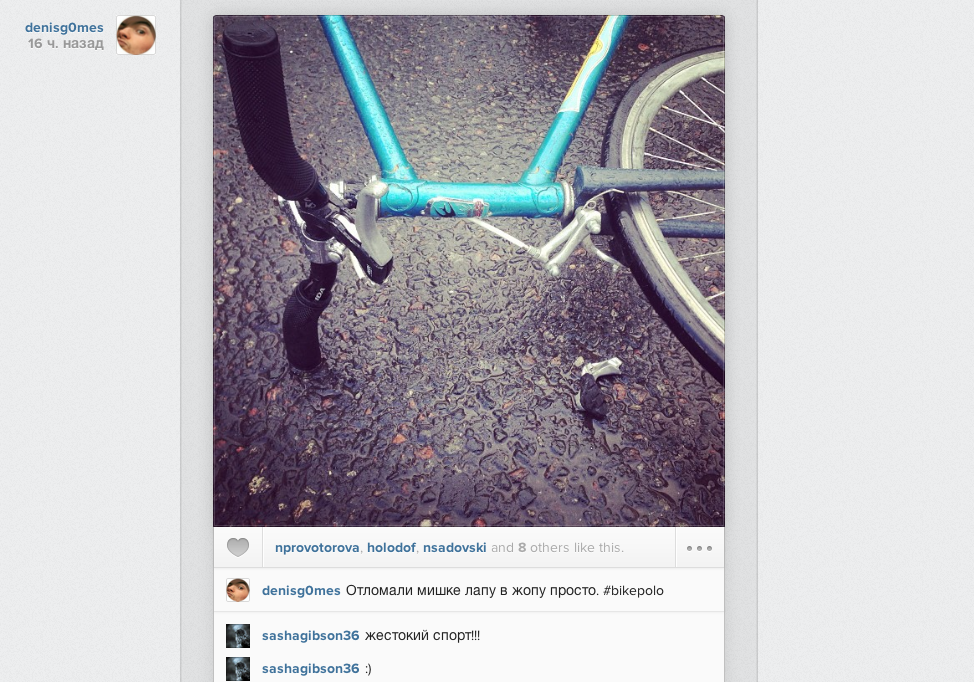 denisg0mes
16 ч. назад
nprovotorova, holodof, nsadovski and 8 others like this.
denisg0mes Отломали мишке лапу в жопу просто. #bikepolo
sashagibson36 жестокий спорт!!!
sashagibson36 :)